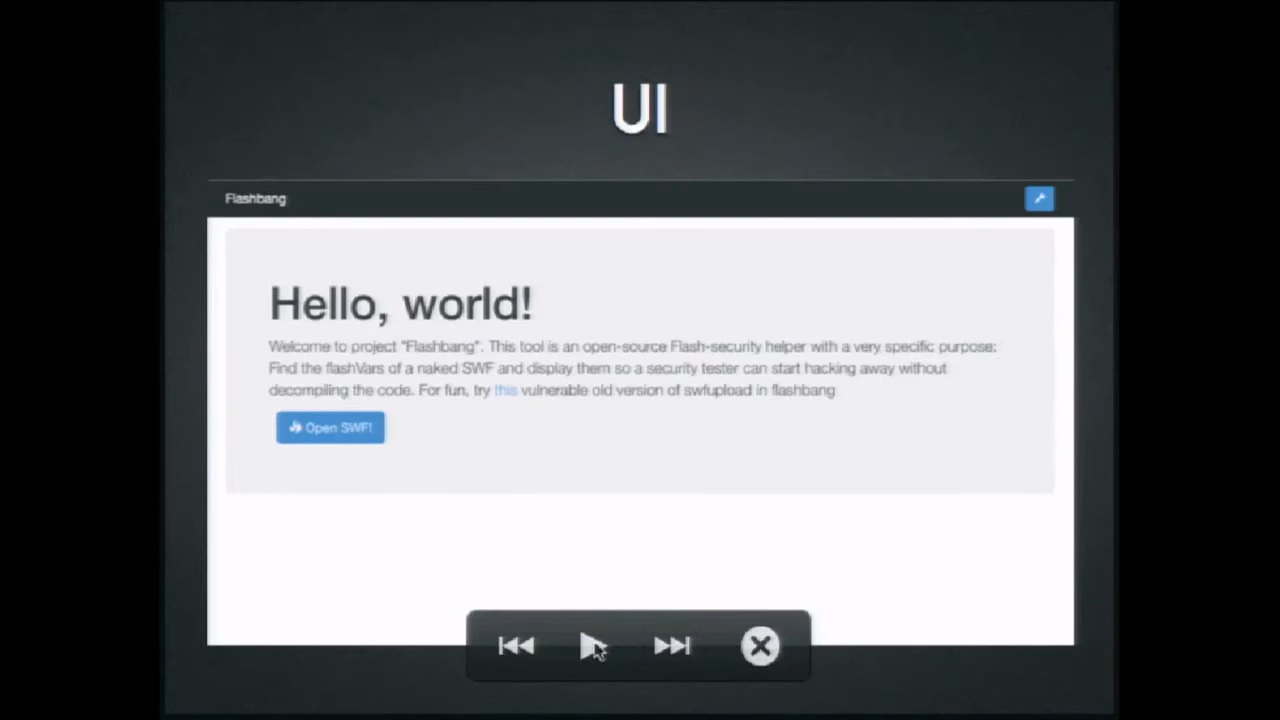 UI
Flashbang
Hello, world!
Welcome to project "Flashbang". This tool is an open-source Flash-security helper with a very specific purpose:
Find the flashVars of a naked SWF and display them so a security tester can start hacking away without
decompiling the code. For fun, try this vulnerable old version of swfupload in flashbang
Open SWF!